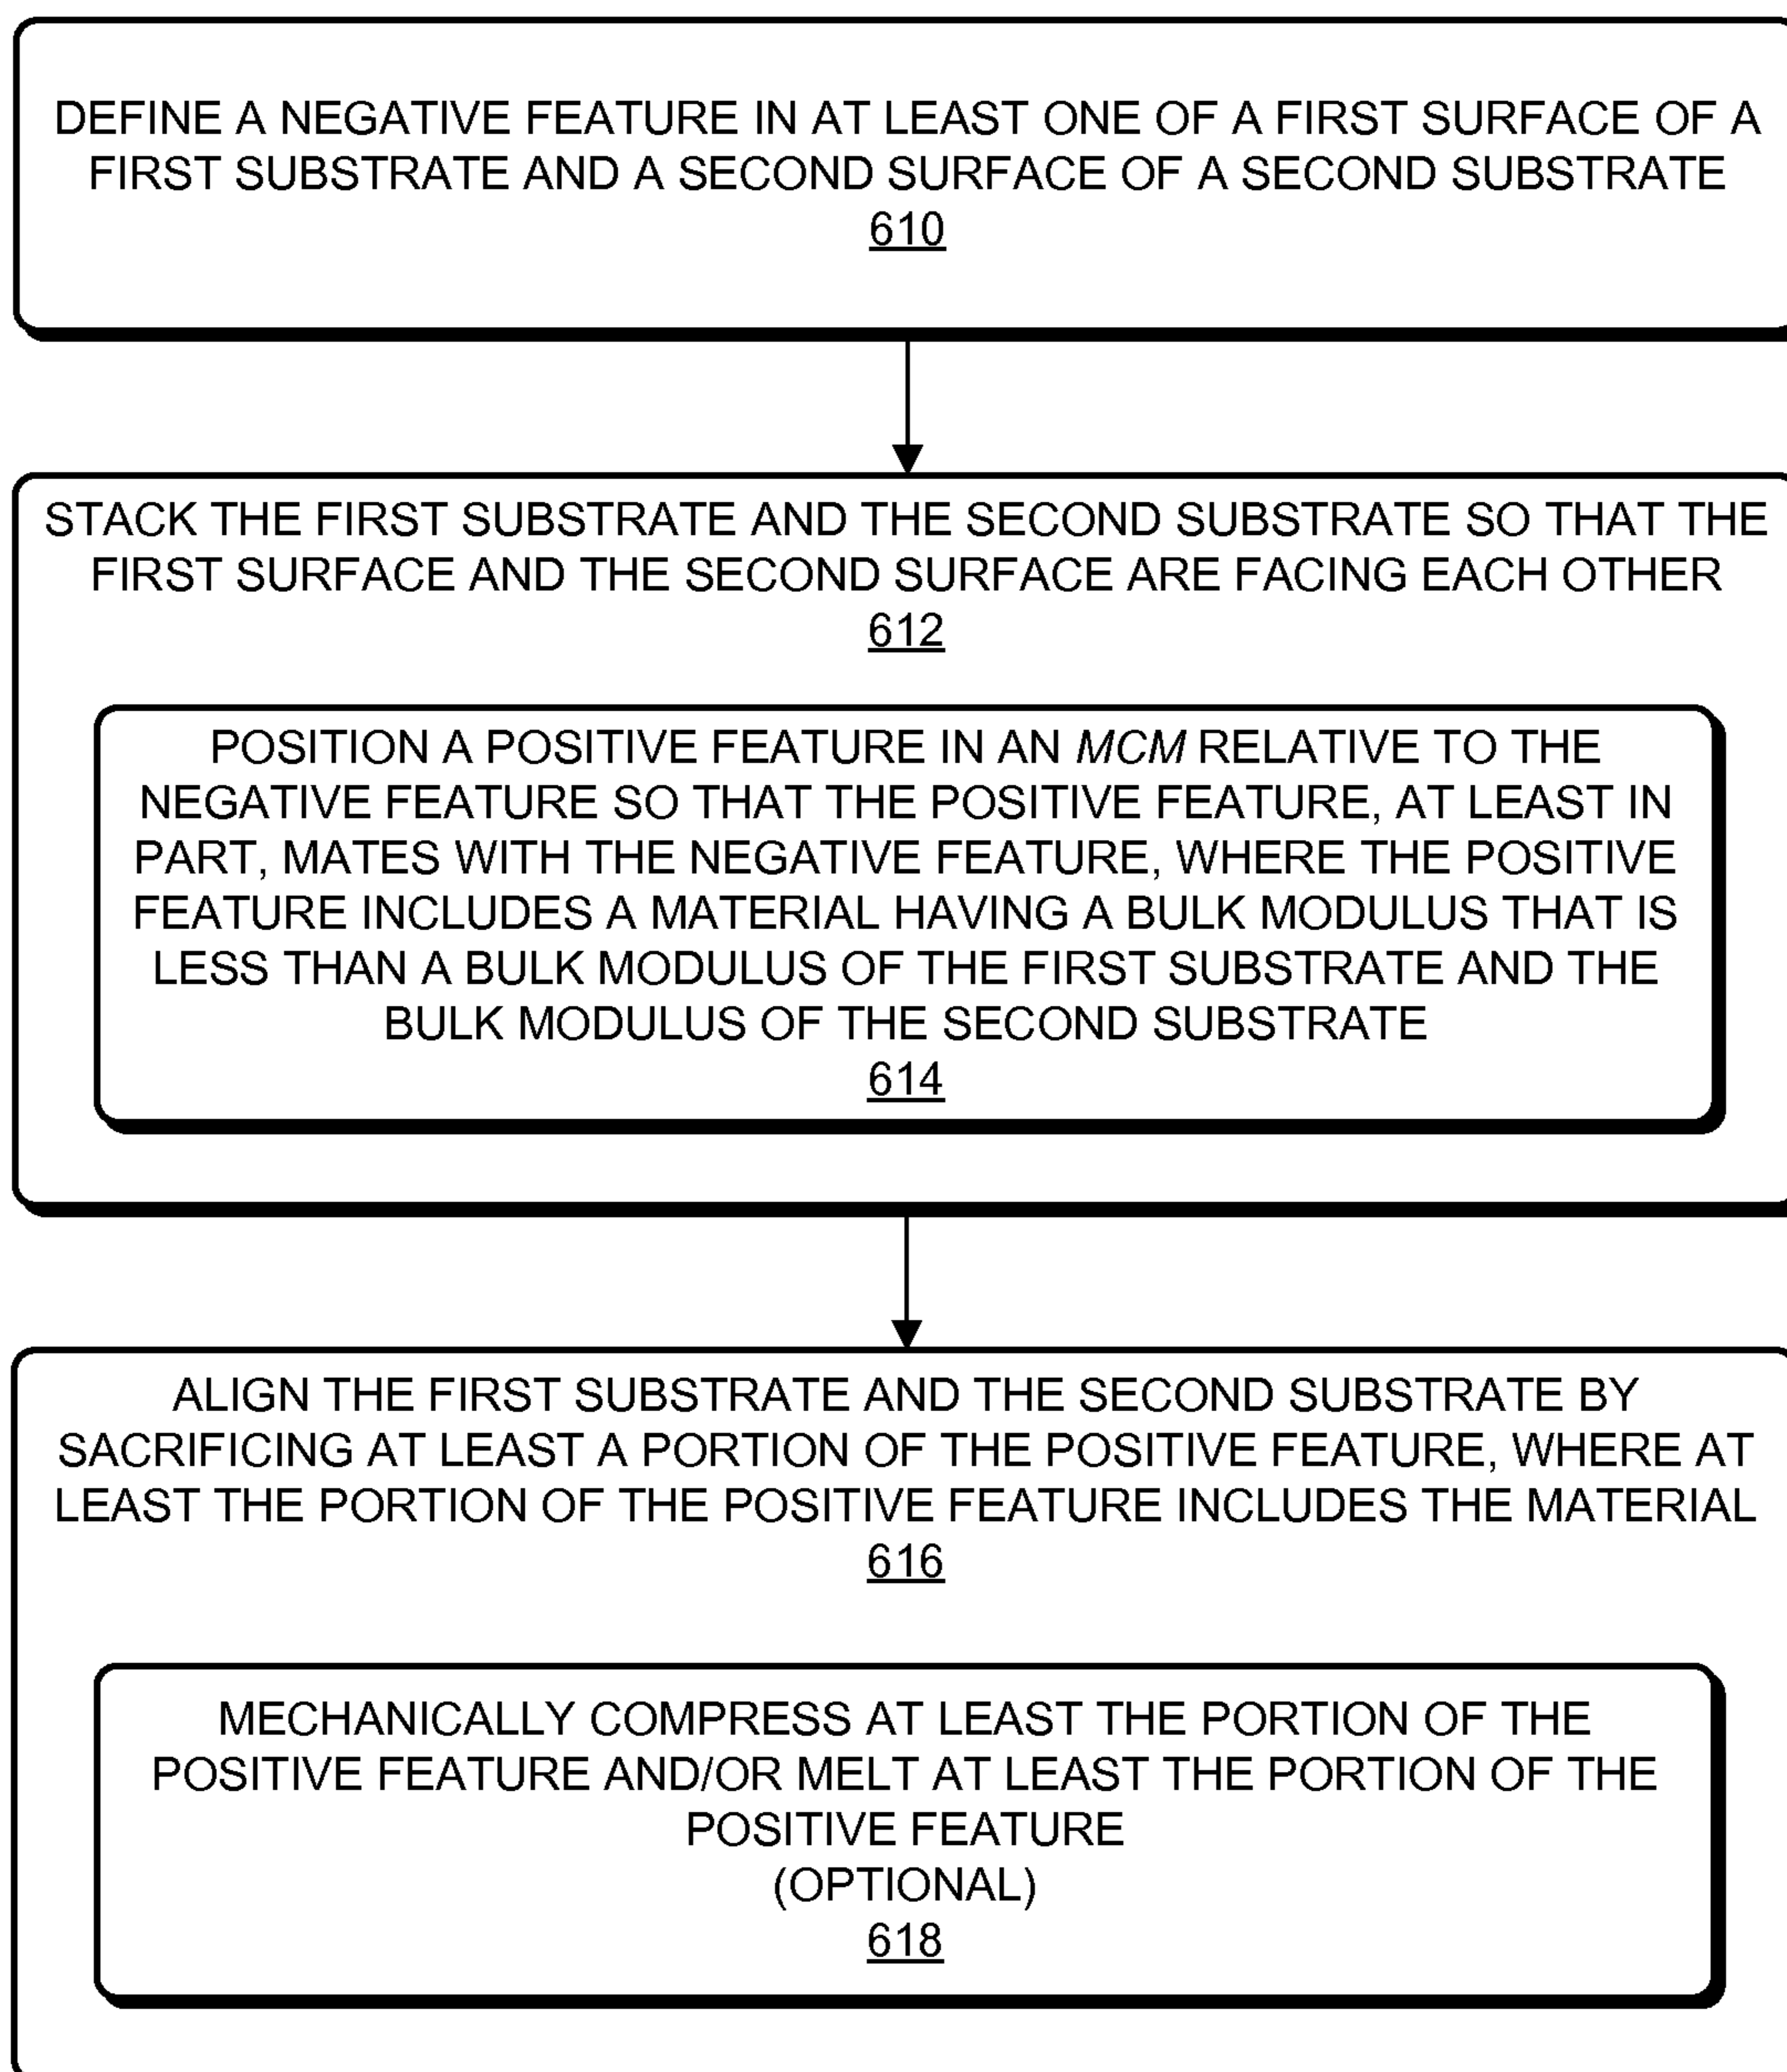 DEFINE A NEGATIVE FEATURE IN AT LEAST ONE OF A FIRST SURFACE OF A
FIRST SUBSTRATE AND A SECOND SURFACE OF A SECOND SUBSTRATE
610
STACK THE FIRST SUBSTRATE AND THE SECOND SUBSTRATE SO THAT THE
FIRST SURFACE AND THE SECOND SURFACE ARE FACING EACH OTHER
612
POSITION A POSITIVE FEATURE IN AN MCM RELATIVE TO THE
NEGATIVE FEATURE SO THAT THE POSITIVE FEATURE, AT LEAST IN
PART, MATES WITH THE NEGATIVE FEATURE, WHERE THE POSITIVE
FEATURE INCLUDES A MATERIAL HAVING A BULK MODULUS THAT IS
LESS THAN A BULK MODULUS OF THE FIRST SUBSTRATE AND THE
BULK MODULUS OF THE SECOND SUBSTRATE
614
ALIGN THE FIRST SUBSTRATE AND THE SECOND SUBSTRATE BY
SACRIFICING AT LEAST A PORTION OF THE POSITIVE FEATURE, WHERE AT
LEAST THE PORTION OF THE POSITIVE FEATURE INCLUDES THE MATERIAL
616
MECHANICALLY COMPRESS AT LEAST THE PORTION OF THE
POSITIVE FEATURE AND/OR MELT AT LEAST THE PORTION OF THE
POSITIVE FEATURE
(OPTIONAL)
618